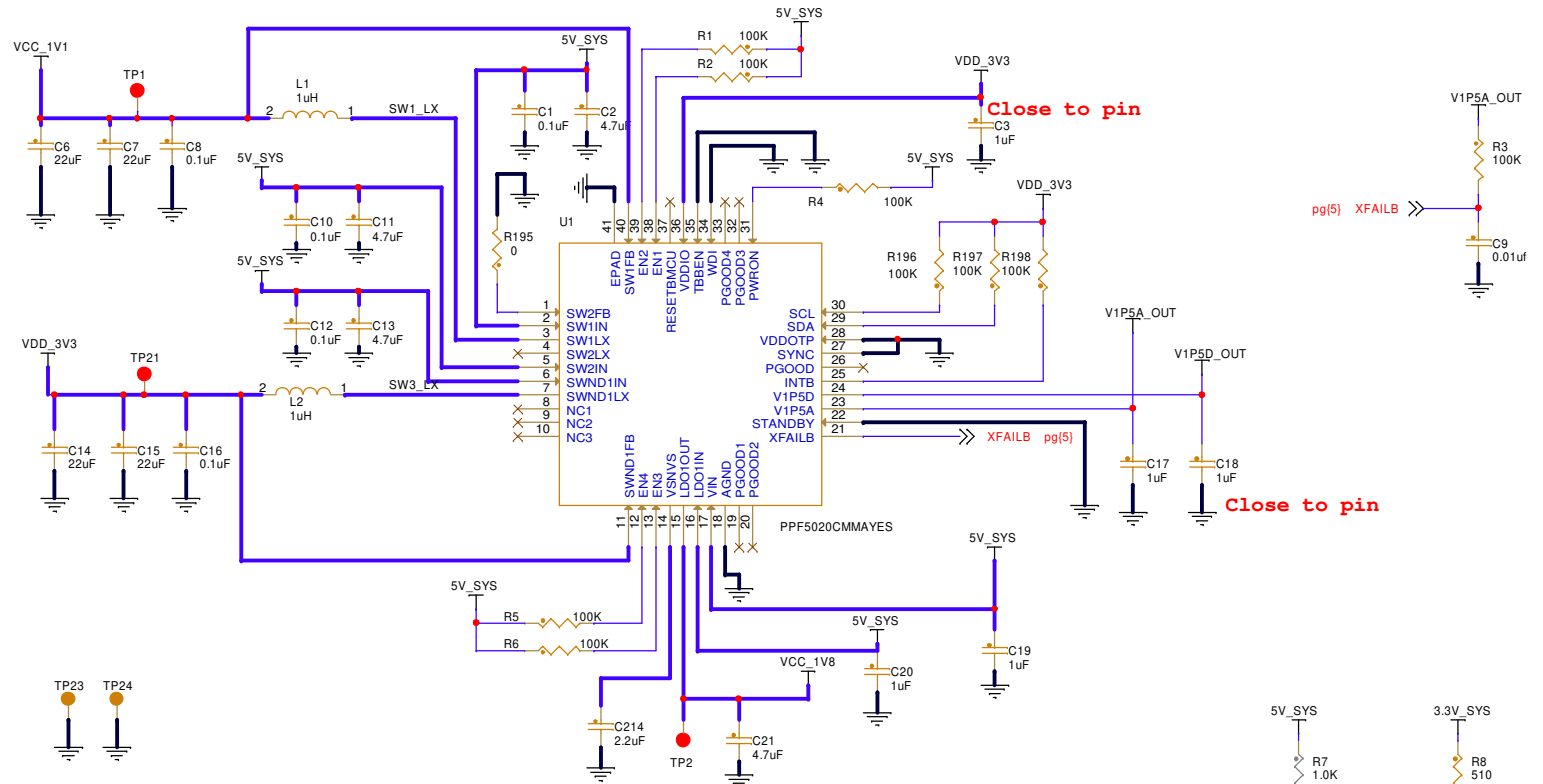 VCC_1V1
TP1
L1
1uH
2
1
SW1_LX
C6
22uF
C7
22uF
C8
0.1uF
5V_SYS
C1
0.1uF
C2
4.7uF
R1
100K
R2
100K
5V_SYS
VDD_3V3
Close to pin
C3
1uF
5V_SYS
R4
100K
VDD_3V3
R196
100K
R197
100K
R198
100K
V1P5A_OUT
R3
100K
pg{5} XFAILB
C9
0.01uf
5V_SYS
C10
0.1uF
C11
4.7uF
5V_SYS
C12
0.1uF
C13
4.7uF
R195
0
VDD_3V3
TP21
L2
1uH
2
1
SW3_LX
C14
22uF
C15
22uF
C16
0.1uF
U1
41
40
39
38
37
36
35
34
33
32
31
EPAD
SW1FB
EN2
EN1
RESETBMCU
VDDIO
TBBEN
WDI
PGOOD4
PGOOD3
PWRON
1 SW2FB
2 SW1IN
3 SW1LX
4 SW2LX
5 SW2IN
6 SWND1IN
7 SWND1LX
8 NC1
9 NC2
10 NC3
SCL 30
SDA 29
VDDOTP 28
SYNC 27
PGOOD 26
INTB 25
V1P5D 24
V1P5A 23
STANDBY 22
XFAILB 21
SWND1FB
EN4
EN3
VSNVS
LDO1OUT
LDO1IN
VIN
AGND
PGOOD1
PGOOD2
11
12
13
14
15
16
17
18
19
20
PPF5020CMMAYES
XFAILB pg{5}
V1P5A_OUT
V1P5D_OUT
C17
1uF
C18
1uF
Close to pin
5V_SYS
R5
100K
R6
100K
5V_SYS
C19
1uF
5V_SYS
C20
1uF
VCC_1V8
C214
2.2uF
TP2
C21
4.7uF
TP23
TP24
5V_SYS
R7
1.0K
3.3V_SYS
R8
510